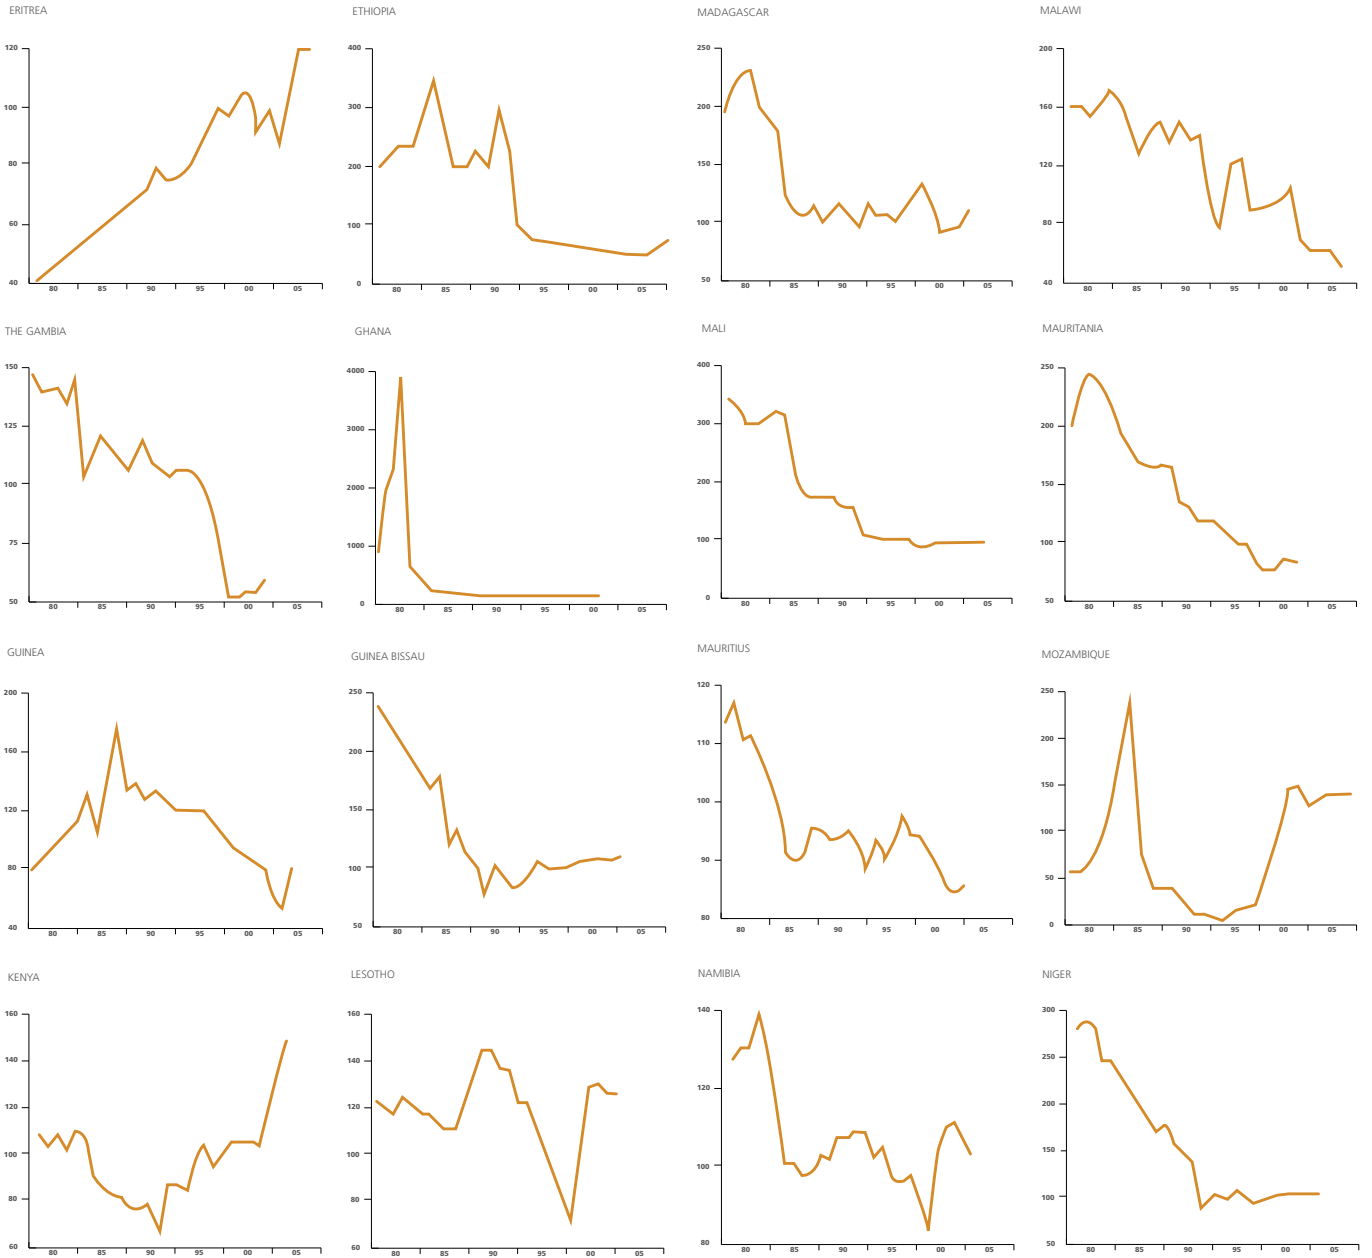 ERITREA
120
100
80
60
40
80 85 90 95 00 05
ETHIOPIA
400
300
200
100
0
80 85 90 95 00 05
MADAGASCAR
250
200
150
100
50
80 85 90 95 00 05
MALAWI
200
160
120
80
40
80 85 90 95 00 05
THE GAMBIA
150
125
100
75
50
80 85 90 95 00 05
GHANA
4000
3000
2000
1000
0
80 85 90 95 00 05
MALI
400
300
200
100
0
80 85 90 95 00 05
MAURITANIA
250
200
150
100
50
80 85 90 95 00 05
GUINEA
200
160
120
80
40
80 85 90 95 00 05
GUINEA BISSAU
250
200
150
100
50
80 85 90 95 00 05
MAURITIUS
120
110
100
90
80
80 85 90 95 00 05
MOZAMBIQUE
250
200
150
100
50
0
80 85 90 95 00 05
KENYA
160
140
120
100
80
60
80 85 90 95 00 05
LESOTHO
160
140
120
100
80
60
80 85 90 95 00 05
NAMIBIA
140
120
100
80
80 85 90 95 00 05
NIGER
300
250
200
150
100
50
80 85 90 95 00 05